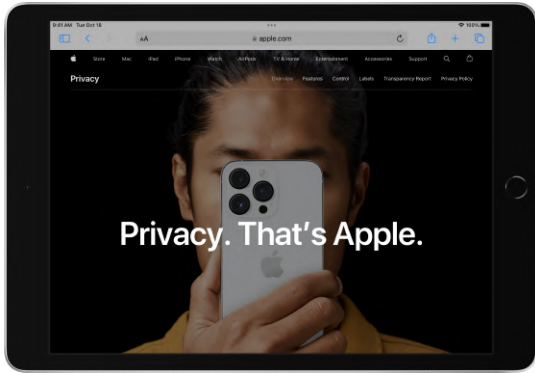 9:01 AM Tue Oct 18
100%
AA
apple.com
Store Mac iPad iPhone Watch AirPods TV & Home Entertainment Accessories Support
Privacy
Overview Features Control Labels Transparency Report Privacy Policy
Privacy. That's Apple.